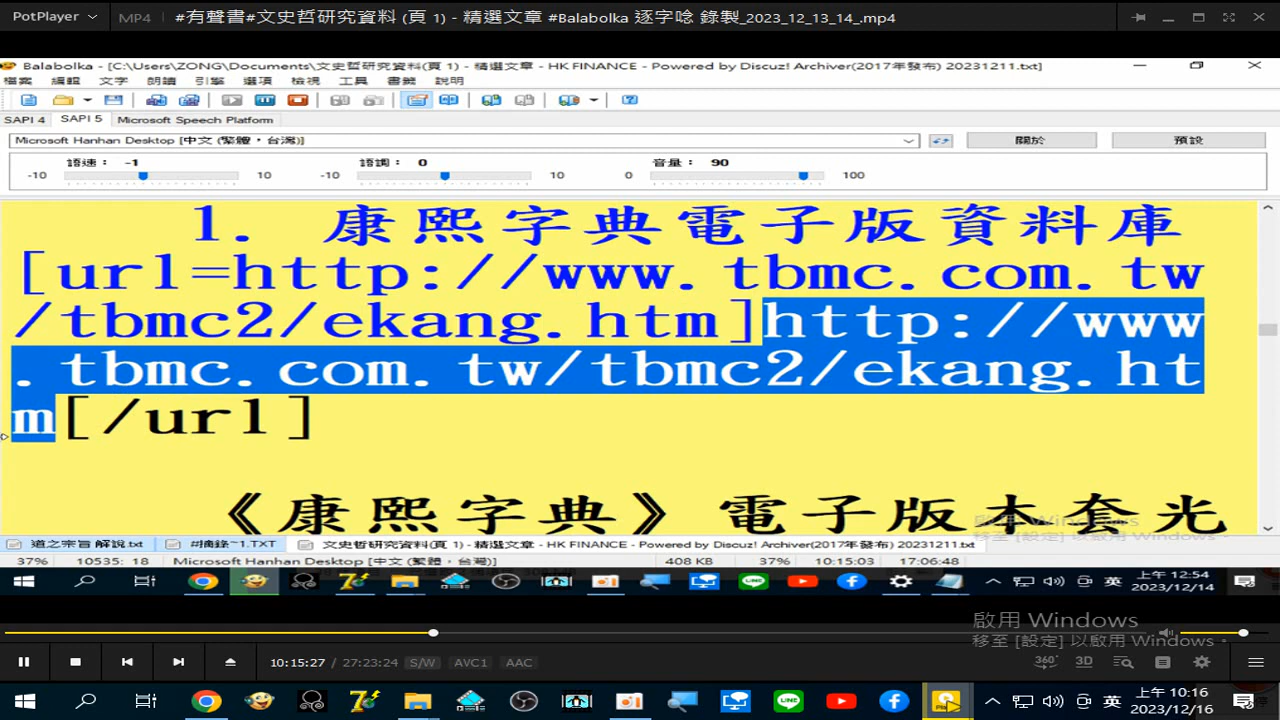 PotPlayer
MP4
#有聲書#文史哲研究資料 (頁 1) - 精選文章 #Balabolka 逐字唸 錄製_2023_12_13_14_.mp4
Balabolka - [C:\Users\ZONG\Documents\文史哲研究資料(頁 1) - 精選文章 - HK FINANCE - Powered by Discuz! Archiver(2017年發布) 20231211.txt]
檔案 編輯 文字 朗讀 引擎 選項 檢視 工具 書籤 說明
SAPI 4 SAPI 5 Microsoft Speech Platform
Microsoft Hanhan Desktop [中文 (繁體，台灣)]
關於
預設
語速： -1 語調： 0 音量： 90
-10 10 -10 10 0 100
1. 康熙字典電子版資料庫
[url=http://www.tbmc.com.tw
/tbmc2/ekang.htm]http://www
.tbmc.com.tw/tbmc2/ekang.ht
m[/url]
《康熙字典》電子版本套光
啟用 Windows
移至 [設定] 以啟用 Windows。
道之宗旨 解說.txt
#摘錄~1.TXT
文史哲研究資料(頁 1) - 精選文章 - HK FINANCE - Powered by Discuz! Archiver(2017年發布) 20231211.txt
37% 10535: 18 Microsoft Hanhan Desktop [中文 (繁體，台灣)] 408 KB 37% 10:15:03 17:06:48
英
上午 12:54
2023/12/14
啟用 Windows
移至 [設定] 以啟用 Windows。
10:15:27 / 27:23:24 S/W AVC1 AAC
360° 3D
英
上午 10:16
2023/12/16